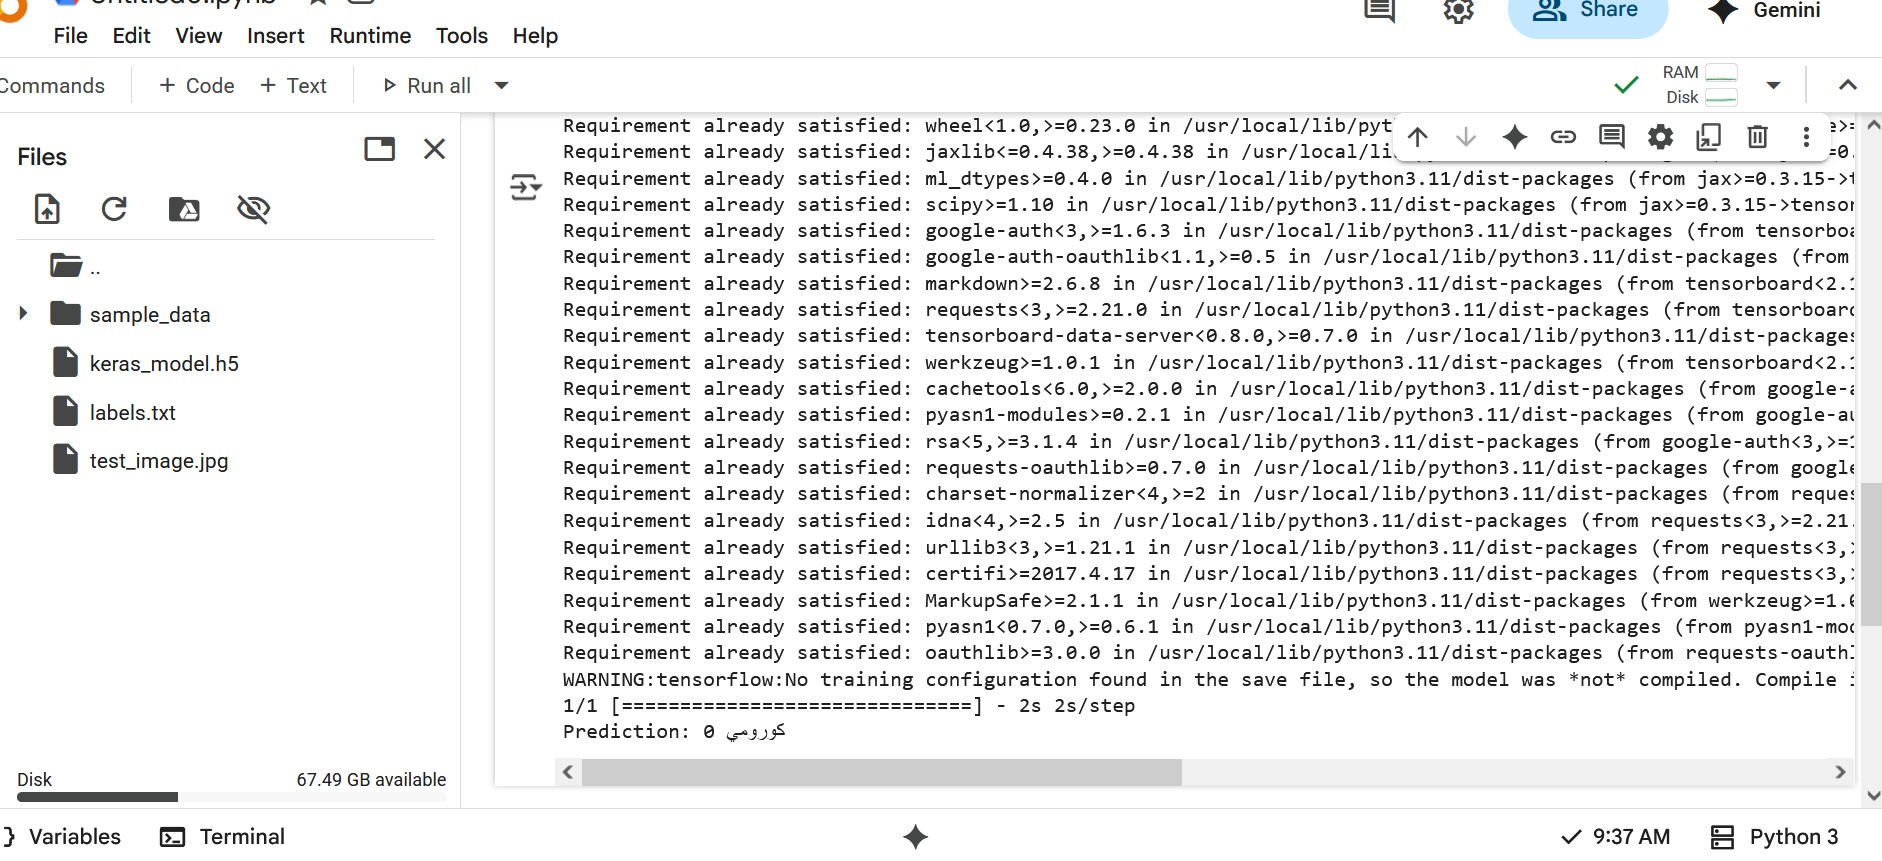 File Edit View Insert Runtime Tools Help
Share
Gemini
Commands + Code + Text Run all
RAM
Disk
Files
..
sample_data
keras_model.h5
labels.txt
test_image.jpg
Disk 67.49 GB available
Requirement already satisfied: wheel<1.0,>=0.23.0 in
Requirement already satisfied: jaxlib<=0.4.38,>=0.4.38 in
Requirement already satisfied: ml_dtypes>=0.4.0 in /usr/local/lib/python3.11/dist-packages (from jax>=0.3.15->
Requirement already satisfied: scipy>=1.10 in /usr/local/lib/python3.11/dist-packages (from jax>=0.3.15->tensor
Requirement already satisfied: google-auth<3,>=1.6.3 in /usr/local/lib/python3.11/dist-packages (from tensorboa
Requirement already satisfied: google-auth-oauthlib<1.1,>=0.5 in /usr/local/lib/python3.11/dist-packages (from
Requirement already satisfied: markdown>=2.6.8 in /usr/local/lib/python3.11/dist-packages (from tensorboard<2.1
Requirement already satisfied: requests<3,>=2.21.0 in /usr/local/lib/python3.11/dist-packages (from tensorboard
Requirement already satisfied: tensorboard-data-server<0.8.0,>=0.7.0 in /usr/local/lib/python3.11/dist-packages
Requirement already satisfied: werkzeug>=1.0.1 in /usr/local/lib/python3.11/dist-packages (from tensorboard<2.1
Requirement already satisfied: cachetools<6.0,>=2.0.0 in /usr/local/lib/python3.11/dist-packages (from google-a
Requirement already satisfied: pyasn1-modules>=0.2.1 in /usr/local/lib/python3.11/dist-packages (from google-au
Requirement already satisfied: rsa<5,>=3.1.4 in /usr/local/lib/python3.11/dist-packages (from google-auth<3,>=1
Requirement already satisfied: requests-oauthlib>=0.7.0 in /usr/local/lib/python3.11/dist-packages (from google
Requirement already satisfied: charset-normalizer<4,>=2 in /usr/local/lib/python3.11/dist-packages (from reques
Requirement already satisfied: idna<4,>=2.5 in /usr/local/lib/python3.11/dist-packages (from requests<3,>=2.21.
Requirement already satisfied: urllib3<3,>=1.21.1 in /usr/local/lib/python3.11/dist-packages (from requests<3,>
Requirement already satisfied: certifi>=2017.4.17 in /usr/local/lib/python3.11/dist-packages (from requests<3,>
Requirement already satisfied: MarkupSafe>=2.1.1 in /usr/local/lib/python3.11/dist-packages (from werkzeug>=1.0
Requirement already satisfied: pyasn1<0.7.0,>=0.6.1 in /usr/local/lib/python3.11/dist-packages (from pyasn1-mod
Requirement already satisfied: oauthlib>=3.0.0 in /usr/local/lib/python3.11/dist-packages (from requests-oauthl
WARNING:tensorflow:No training configuration found in the save file, so the model was *not* compiled. Compile i
1/1 [==============================] - 2s 2s/step
Prediction: 0 كورومي
Variables Terminal 9:37 AM Python 3